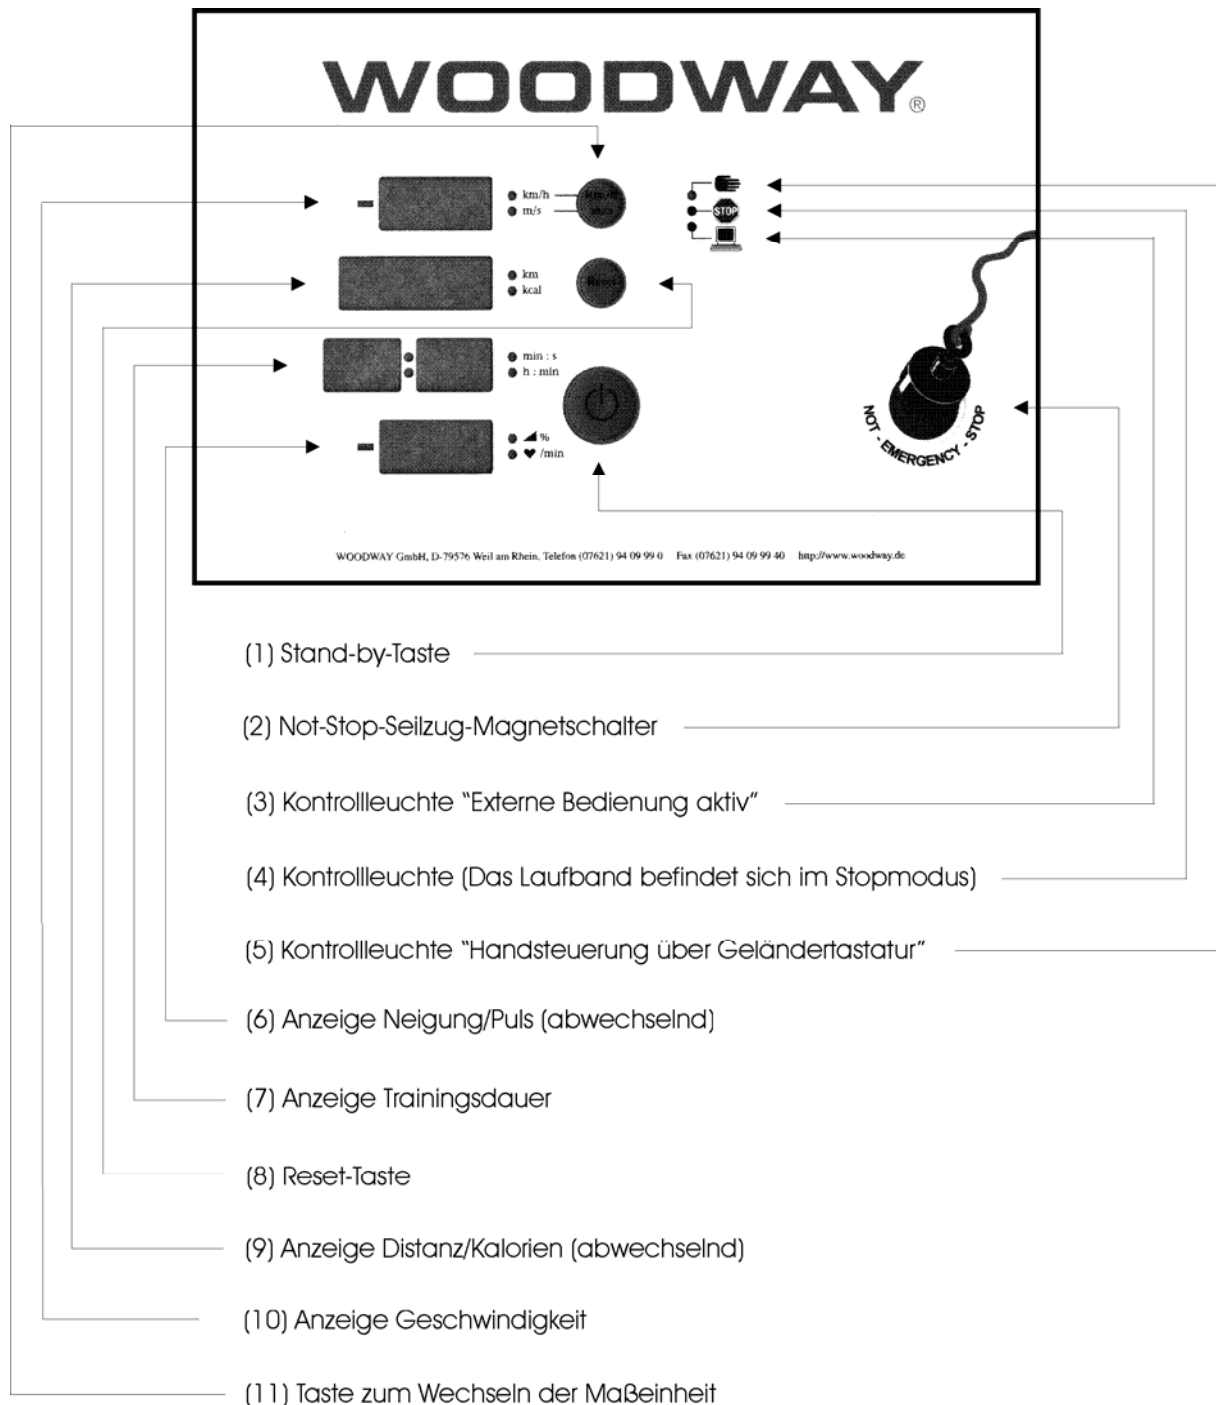 WOODWAY®
km/h
m/s
STOP
km
kcal
Reset
min : s
h : min
%
/min
NOT - EMERGENCY - STOP
WOODWAY GmbH, D-79576 Weil am Rhein, Telefon (07621) 94 09 99 0 Fax (07621) 94 09 99 40 http://www.woodway.de
(1) Stand-by-Taste
(2) Not-Stop-Seilzug-Magnetschalter
(3) Kontrollleuchte "Externe Bedienung aktiv"
(4) Kontrollleuchte (Das Laufband befindet sich im Stopmodus)
(5) Kontrollleuchte "Handsteuerung über Geländertastatur"
(6) Anzeige Neigung/Puls (abwechselnd)
(7) Anzeige Trainingsdauer
(8) Reset-Taste
(9) Anzeige Distanz/Kalorien (abwechselnd)
(10) Anzeige Geschwindigkeit
(11) Taste zum Wechseln der Maßeinheit